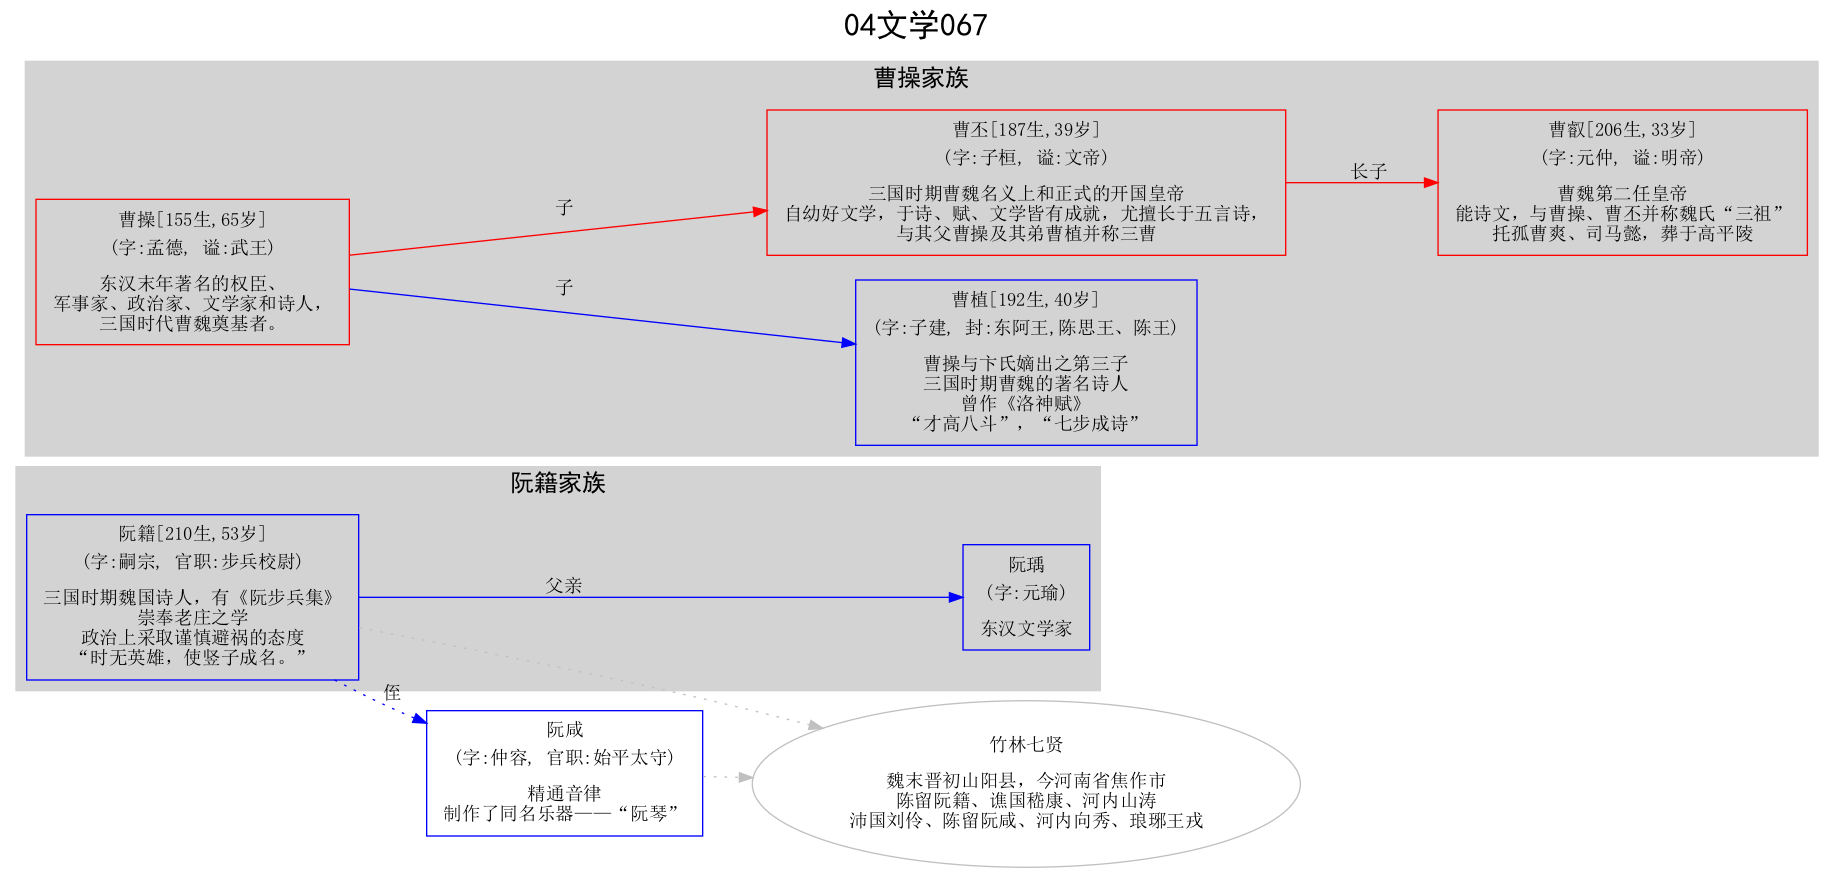 04文学067
曹操家族
曹操[155生,65岁]
(字:孟德, 谥:武王)
东汉末年著名的权臣、
军事家、政治家、文学家和诗人，
三国时代曹魏奠基者。
子
子
曹丕[187生,39岁]
(字:子桓, 谥:文帝)
三国时期曹魏名义上和正式的开国皇帝
自幼好文学，于诗、赋、文学皆有成就，尤擅长于五言诗，
与其父曹操及其弟曹植并称三曹
长子
曹叡[206生,33岁]
(字:元仲, 谥:明帝)
曹魏第二任皇帝
能诗文，与曹操、曹丕并称魏氏“三祖”
托孤曹爽、司马懿，葬于高平陵
曹植[192生,40岁]
(字:子建, 封:东阿王,陈思王、陈王)
曹操与卞氏嫡出之第三子
三国时期曹魏的著名诗人
曾作《洛神赋》
“才高八斗”，“七步成诗”
阮籍家族
阮籍[210生,53岁]
(字:嗣宗, 官职:步兵校尉)
三国时期魏国诗人，有《阮步兵集》
崇奉老庄之学
政治上采取谨慎避祸的态度
“时无英雄，使竖子成名。”
父亲
阮瑀
(字:元瑜)
东汉文学家
侄
阮咸
(字:仲容, 官职:始平太守)
精通音律
制作了同名乐器——“阮琴”
竹林七贤
魏末晋初山阳县，今河南省焦作市
陈留阮籍、谯国嵇康、河内山涛
沛国刘伶、陈留阮咸、河内向秀、琅琊王戎